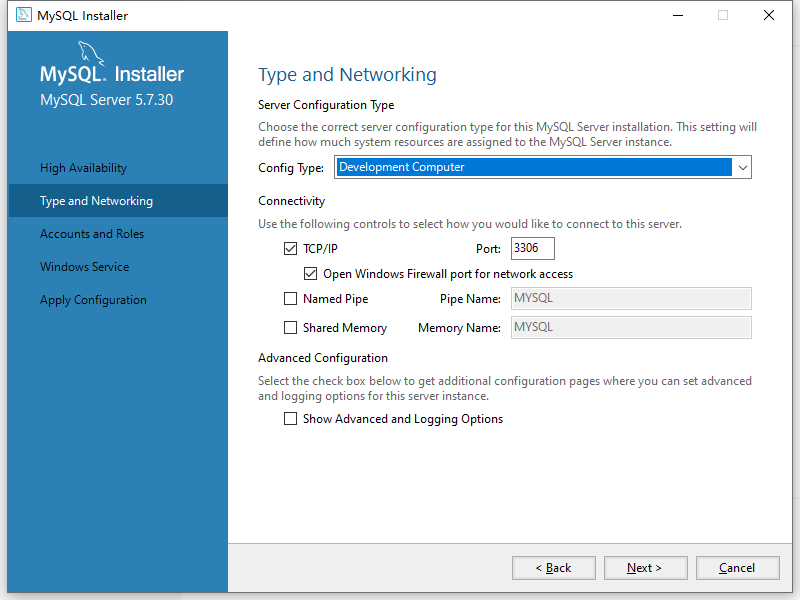 MySQL Installer
MySQL. Installer
MySQL Server 5.7.30
High Availability
Type and Networking
Accounts and Roles
Windows Service
Apply Configuration
Type and Networking
Server Configuration Type
Choose the correct server configuration type for this MySQL Server installation. This setting will
define how much system resources are assigned to the MySQL Server instance.
Config Type: Development Computer
Connectivity
Use the following controls to select how you would like to connect to this server.
TCP/IP Port: 3306
Open Windows Firewall port for network access
Named Pipe Pipe Name: MYSQL
Shared Memory Memory Name: MYSQL
Advanced Configuration
Select the check box below to get additional configuration pages where you can set advanced
and logging options for this server instance.
Show Advanced and Logging Options
< Back Next > Cancel